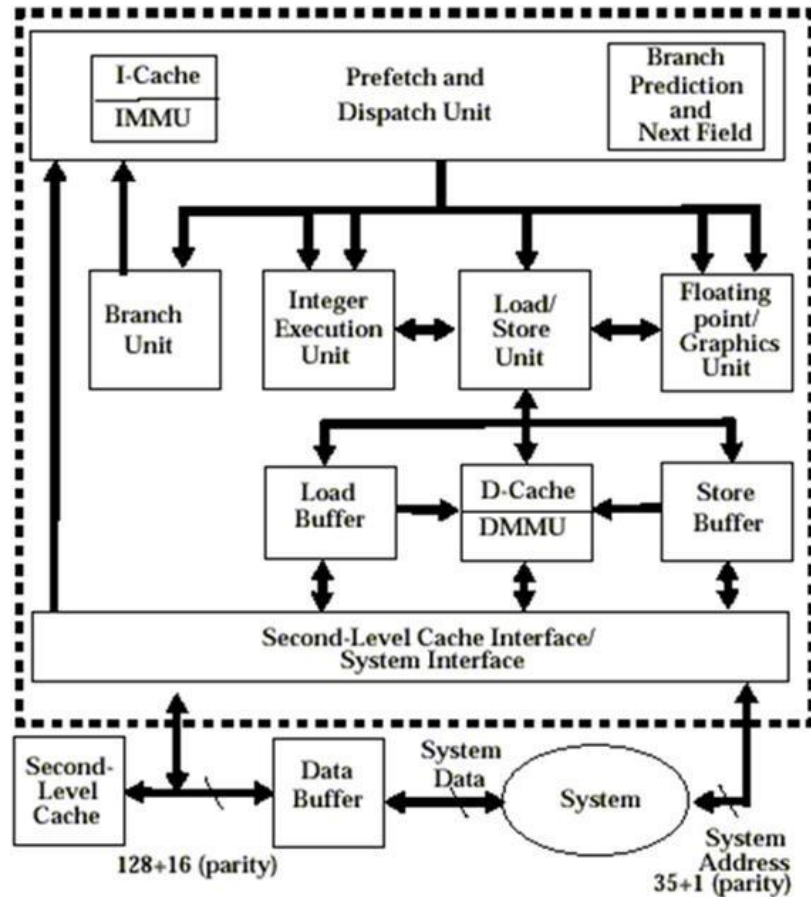 I-Cache
IMMU
Prefetch and
Dispatch Unit
Branch
Prediction
and
Next Field
Branch
Unit
Integer
Execution
Unit
Load/
Store
Unit
Floating
point/
Graphics
Unit
Load
Buffer
D-Cache
DMMU
Store
Buffer
Second-Level Cache Interface/
System Interface
Second-
Level
Cache
Data
Buffer
System
Data
System
128+16 (parity)
System
Address
35+1 (parity)